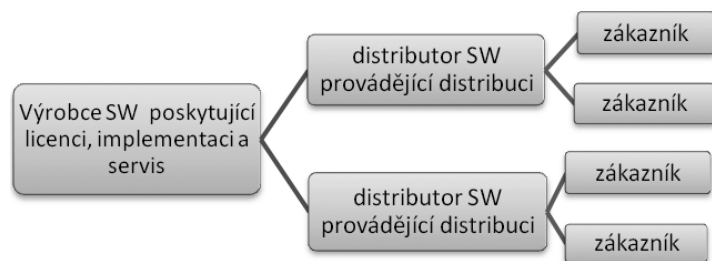 Výrobce SW poskytující
licenci, implementaci a
servis
distributor SW
provádějící distribuci
zákazník
zákazník
distributor SW
provádějící distribuci
zákazník
zákazník